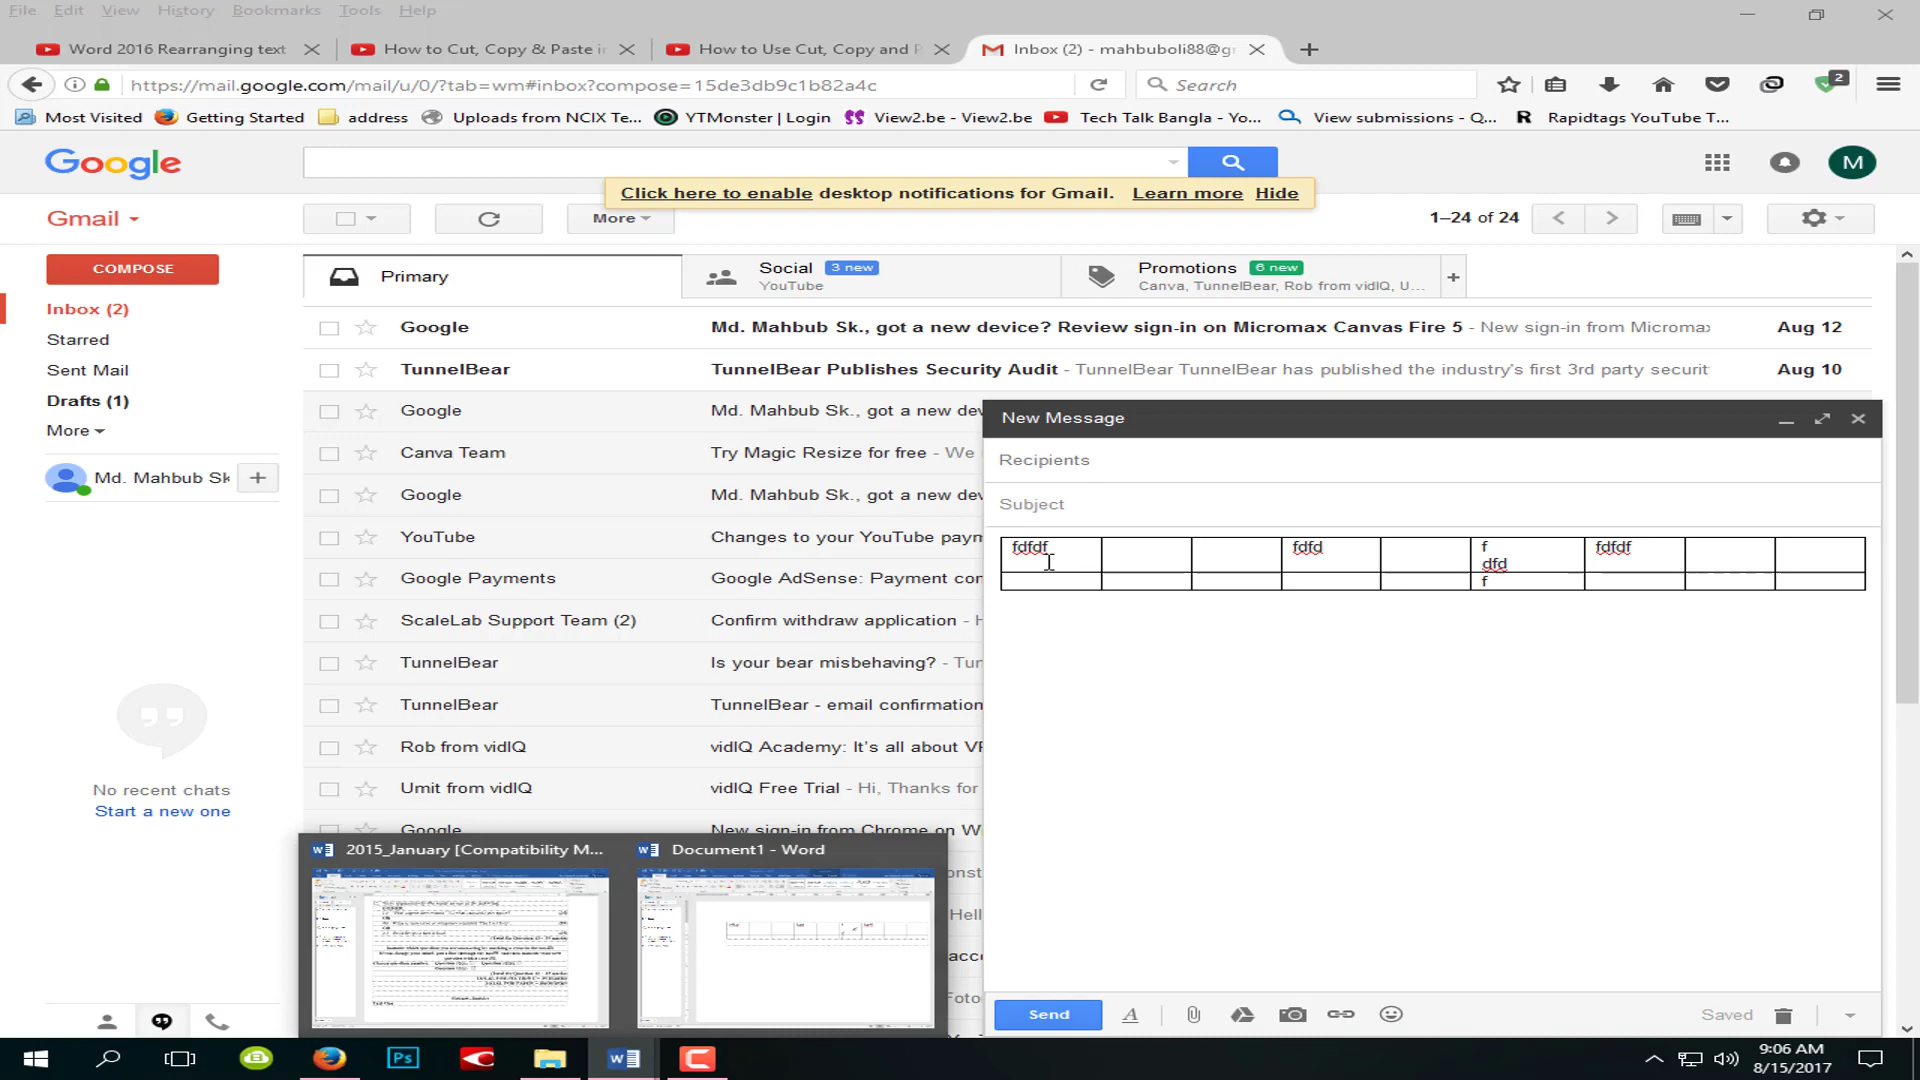 File Edit View History Bookmarks Tools Help
Word 2016 Rearranging text
How to Cut, Copy & Paste in
How to Use Cut, Copy and P
Inbox (2) - mahbuboli88@g
https://mail.google.com/mail/u/0/?tab=wm#inbox?compose=15de3db9c1b82a4c
Search
2
Most Visited
Getting Started
address
Uploads from NCIX Te...
YTMonster | Login
View2.be - View2.be
Tech Talk Bangla - Yo...
View submissions - Q...
Rapidtags YouTube T...
Google
M
Click here to enable desktop notifications for Gmail. Learn more Hide
Gmail
More
1–24 of 24
COMPOSE
Primary
Social 3 new
YouTube
Promotions 6 new
Canva, TunnelBear, Rob from vidIQ, U...
Inbox (2)
Starred
Sent Mail
Drafts (1)
More
Md. Mahbub Sk
No recent chats
Start a new one
Google Md. Mahbub Sk., got a new device? Review sign-in on Micromax Canvas Fire 5 - New sign-in from Micromax Aug 12
TunnelBear TunnelBear Publishes Security Audit - TunnelBear TunnelBear has published the industry's first 3rd party securit Aug 10
Google Md. Mahbub Sk., got a new dev
Canva Team Try Magic Resize for free - We
Google Md. Mahbub Sk., got a new dev
YouTube Changes to your YouTube paym
Google Payments Google AdSense: Payment con
ScaleLab Support Team (2) Confirm withdraw application - H
TunnelBear Is your bear misbehaving? - Tun
TunnelBear TunnelBear - email confirmation
Rob from vidIQ vidIQ Academy: It's all about VF
Umit from vidIQ vidIQ Free Trial - Hi, Thanks for
Google New sign-in from Chrome on W
const
Hell
acc
Foto
New Message
Recipients
Subject
fdfdf fdfd f fdfdf
dfd
f
Send
Saved
2015_January [Compatibility M...
Document1 - Word
9:06 AM
8/15/2017